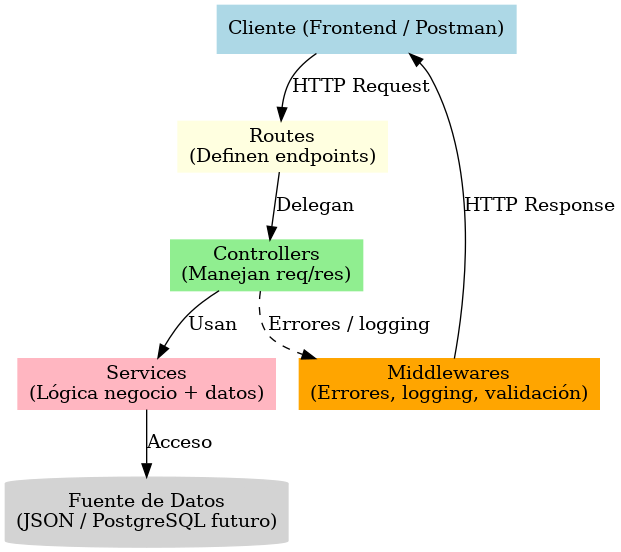 Cliente (Frontend / Postman)
HTTP Request
Routes
(Definen endpoints)
Delegan
HTTP Response
Controllers
(Manejan req/res)
Usan
Errores / logging
Services
(Lógica negocio + datos)
Middlewares
(Errores, logging, validación)
Acceso
Fuente de Datos
(JSON / PostgreSQL futuro)